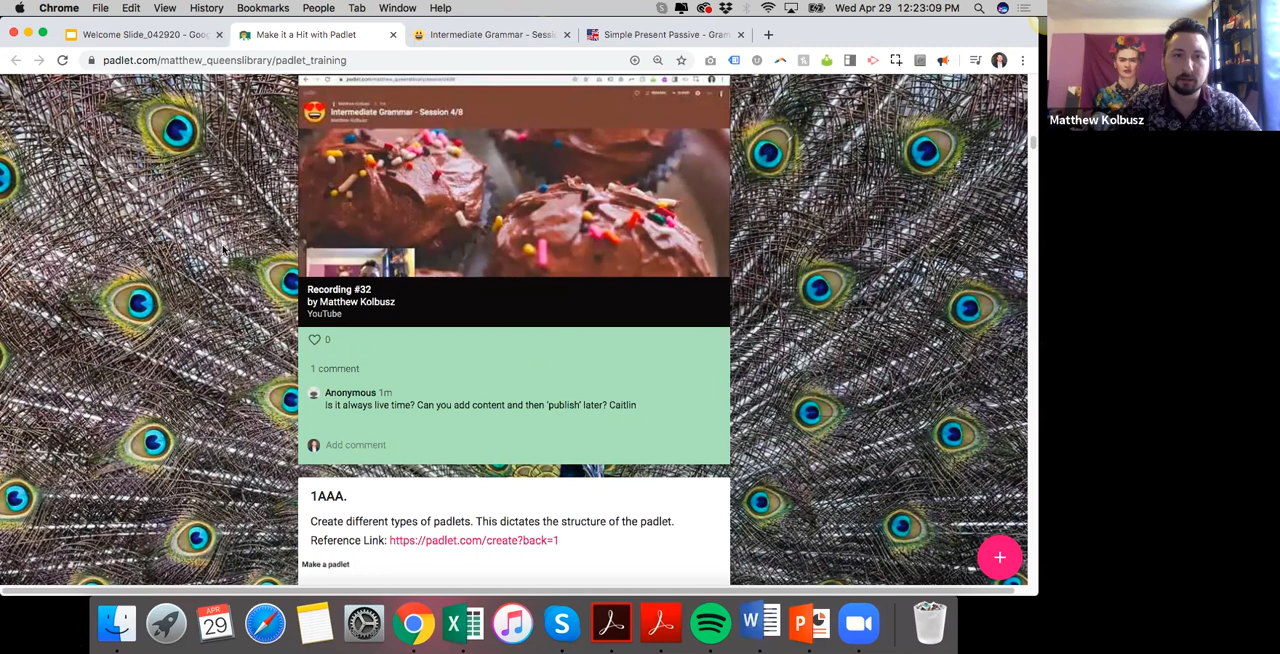 Chrome File Edit View History Bookmarks People Tab Window Help
Wed Apr 29 12:23:09 PM
Welcome Slide_042920 - Goo
Make it a Hit with Padlet
Intermediate Grammar - Sessi
Simple Present Passive - Gram
padlet.com/matthew_queenslibrary/padlet_training
Matthew Kolbusz
Intermediate Grammar - Session 4/8
Matthew Kolbusz
Recording #32
by Matthew Kolbusz
YouTube
0
1 comment
Anonymous 1m
Is it always live time? Can you add content and then 'publish' later? Caitlin
Add comment
1AAA.
Create different types of padlets. This dictates the structure of the padlet.
Reference Link: https://padlet.com/create?back=1
Make a padlet
APR
29